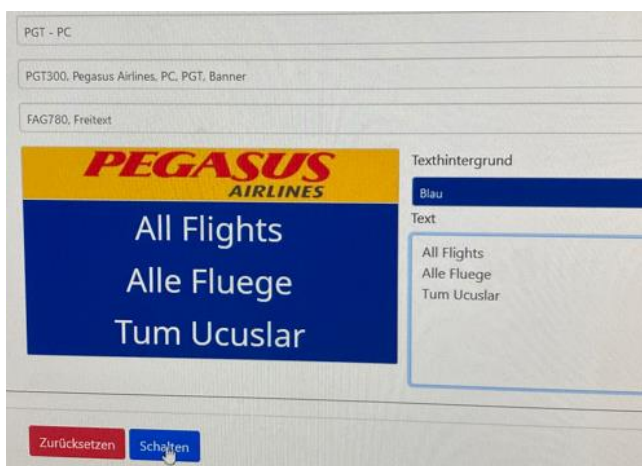 PGT - PC
PGT300, Pegasus Airlines, PC, PGT, Banner
FAG780, Freitext
PEGASUS
AIRLINES
All Flights
Alle Fluege
Tum Ucuslar
Texthintergrund
Blau
Text
All Flights
Alle Fluege
Tum Ucuslar
Zurücksetzen
Schalten